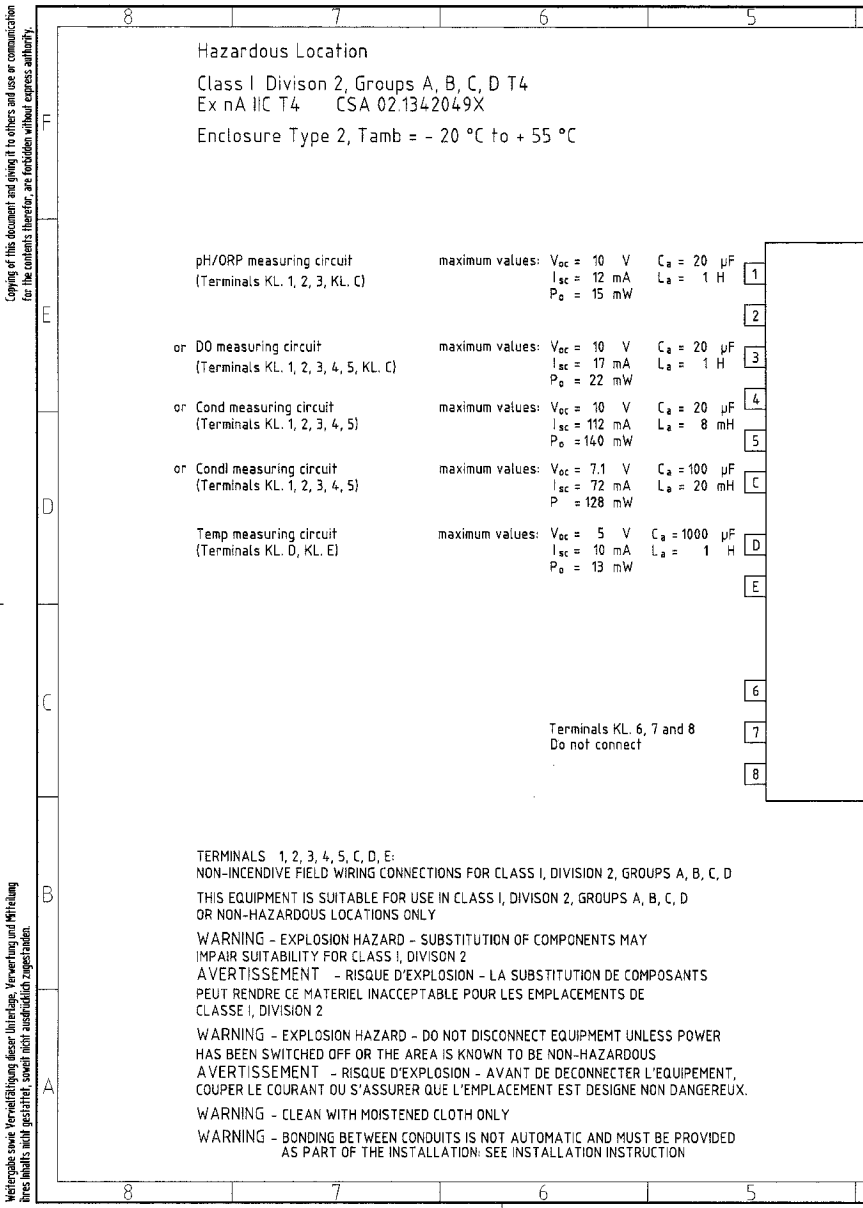 8 7 6 5
Copying of this document and giving it to others and use or communication
for the contents therefor, are forbidden without express authority.
F
Hazardous Location
Class I Divison 2, Groups A, B, C, D T4
Ex nA IIC T4 CSA 02.1342049X
Enclosure Type 2, Tamb = - 20 °C to + 55 °C
E
pH/ORP measuring circuit maximum values: Voc = 10 V Ca = 20 µF 1
(Terminals KL. 1, 2, 3, KL. C) Isc = 12 mA La = 1 H
Po = 15 mW
2
or DO measuring circuit maximum values: Voc = 10 V Ca = 20 µF
(Terminals KL. 1, 2, 3, 4, 5, KL. C) Isc = 17 mA La = 1 H 3
Po = 22 mW
4
or Cond measuring circuit maximum values: Voc = 10 V Ca = 20 µF
(Terminals KL. 1, 2, 3, 4, 5) Isc = 112 mA La = 8 mH
Po = 140 mW 5
D
or CondI measuring circuit maximum values: Voc = 7.1 V Ca = 100 µF
(Terminals KL. 1, 2, 3, 4, 5) Isc = 72 mA La = 20 mH C
P = 128 mW
Temp measuring circuit maximum values: Voc = 5 V Ca = 1000 µF
(Terminals KL. D, KL. E) Isc = 10 mA La = 1 H D
Po = 13 mW
E
C
6
Terminals KL. 6, 7 and 8 7
Do not connect
8
B
TERMINALS 1, 2, 3, 4, 5, C, D, E:
NON-INCENDIVE FIELD WIRING CONNECTIONS FOR CLASS I, DIVISION 2, GROUPS A, B, C, D
THIS EQUIPMENT IS SUITABLE FOR USE IN CLASS I, DIVISON 2, GROUPS A, B, C, D
OR NON-HAZARDOUS LOCATIONS ONLY
WARNING - EXPLOSION HAZARD - SUBSTITUTION OF COMPONENTS MAY
IMPAIR SUITABILITY FOR CLASS I, DIVISON 2
AVERTISSEMENT - RISQUE D'EXPLOSION - LA SUBSTITUTION DE COMPOSANTS
PEUT RENDRE CE MATERIEL INACCEPTABLE POUR LES EMPLACEMENTS DE
CLASSE I, DIVISION 2
A
WARNING - EXPLOSION HAZARD - DO NOT DISCONNECT EQUIPMEMT UNLESS POWER
HAS BEEN SWITCHED OFF OR THE AREA IS KNOWN TO BE NON-HAZARDOUS
AVERTISSEMENT - RISQUE D'EXPLOSION - AVANT DE DECONNECTER L'EQUIPEMENT,
COUPER LE COURANT OU S'ASSURER QUE L'EMPLACEMENT EST DESIGNE NON DANGEREUX.
WARNING - CLEAN WITH MOISTENED CLOTH ONLY
WARNING - BONDING BETWEEN CONDUITS IS NOT AUTOMATIC AND MUST BE PROVIDED
AS PART OF THE INSTALLATION: SEE INSTALLATION INSTRUCTION
Weitergabe sowie Vervielfältigung dieser Unterlage, Verwertung und Mitteilung
ihres Inhalts nicht gestattet, soweit nicht ausdrücklich zugestanden.
8 7 6 5